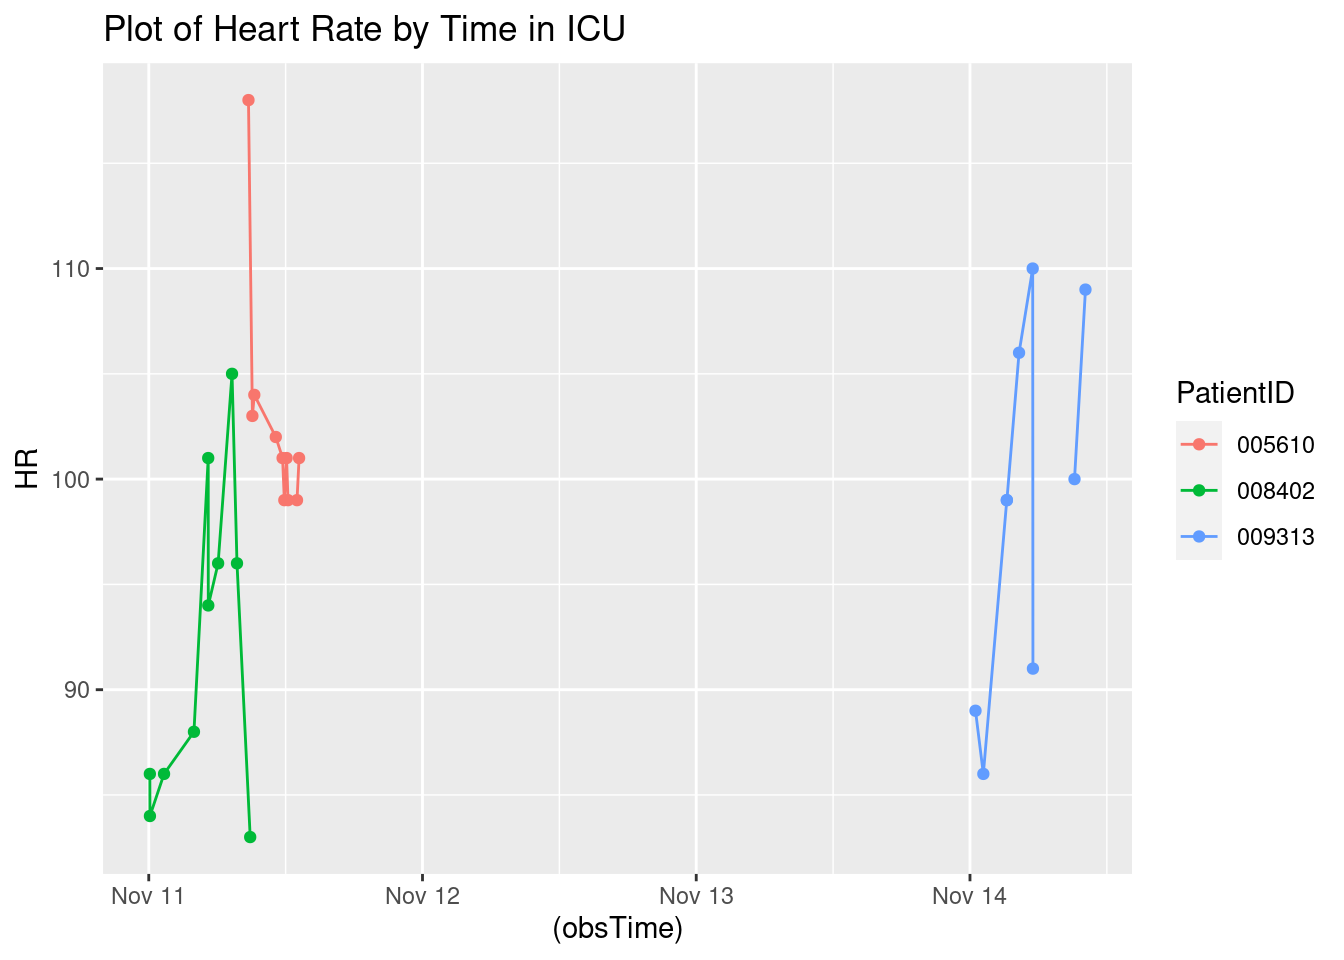 Plot of Heart Rate by Time in ICU
110
100
90
HR
Nov 11
Nov 12
Nov 13
Nov 14
(obsTime)
PatientID
005610
008402
009313